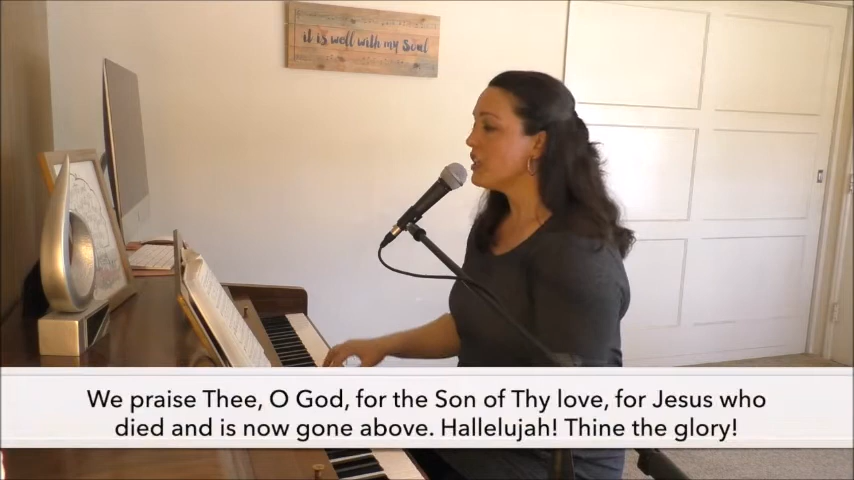 it is well with my Soul
We praise Thee, O God, for the Son of Thy love, for Jesus who
died and is now gone above. Hallelujah! Thine the glory!